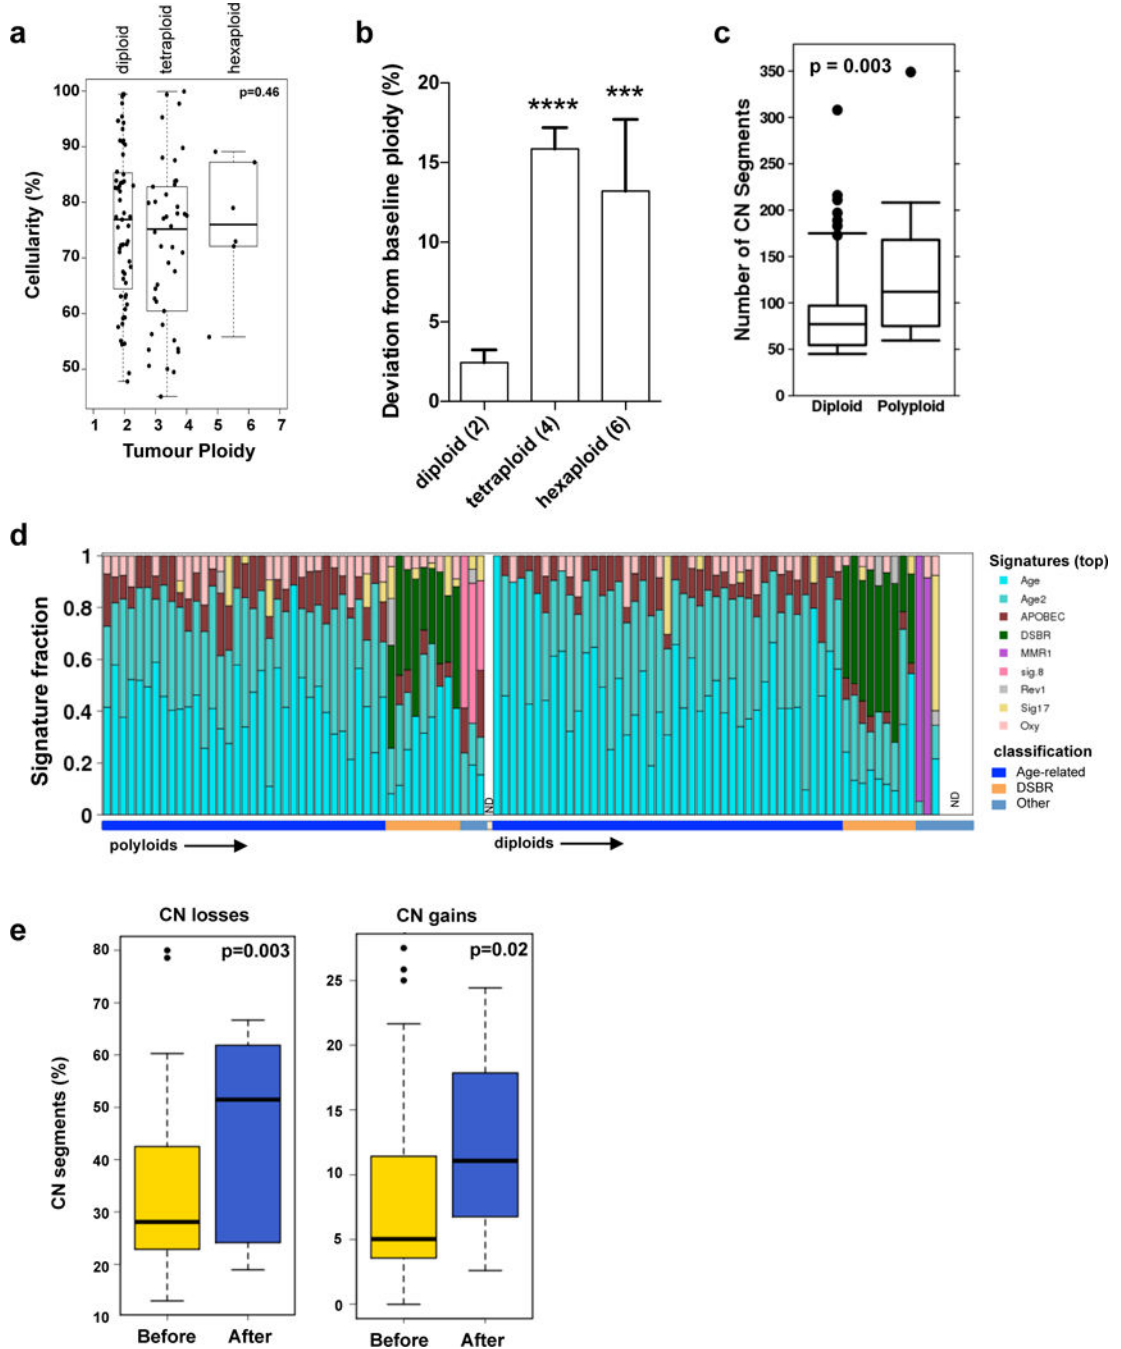 a
diploid
tetraploid
hexaploid
p=0.46
100
90
80
70
60
50
Cellularity (%)
1 2 3 4 5 6 7
Tumour Ploidy
b
Deviation from baseline ploidy (%)
20
15
10
5
0
****
***
diploid (2)
tetraploid (4)
hexaploid (6)
c
p = 0.003
Number of CN Segments
350
300
250
200
150
100
50
0
Diploid Polyploid
d
Signature fraction
1
0.8
0.6
0.4
0.2
0
ND
ND
polyloids
diploids
Signatures (top)
Age
Age2
APOBEC
DSBR
MMR1
sig.8
Rev1
Sig17
Oxy
classification
Age-related
DSBR
Other
e
CN losses
p=0.003
CN segments (%)
80
70
60
50
40
30
20
10
Before After
CN gains
p=0.02
25
20
15
10
5
0
Before After